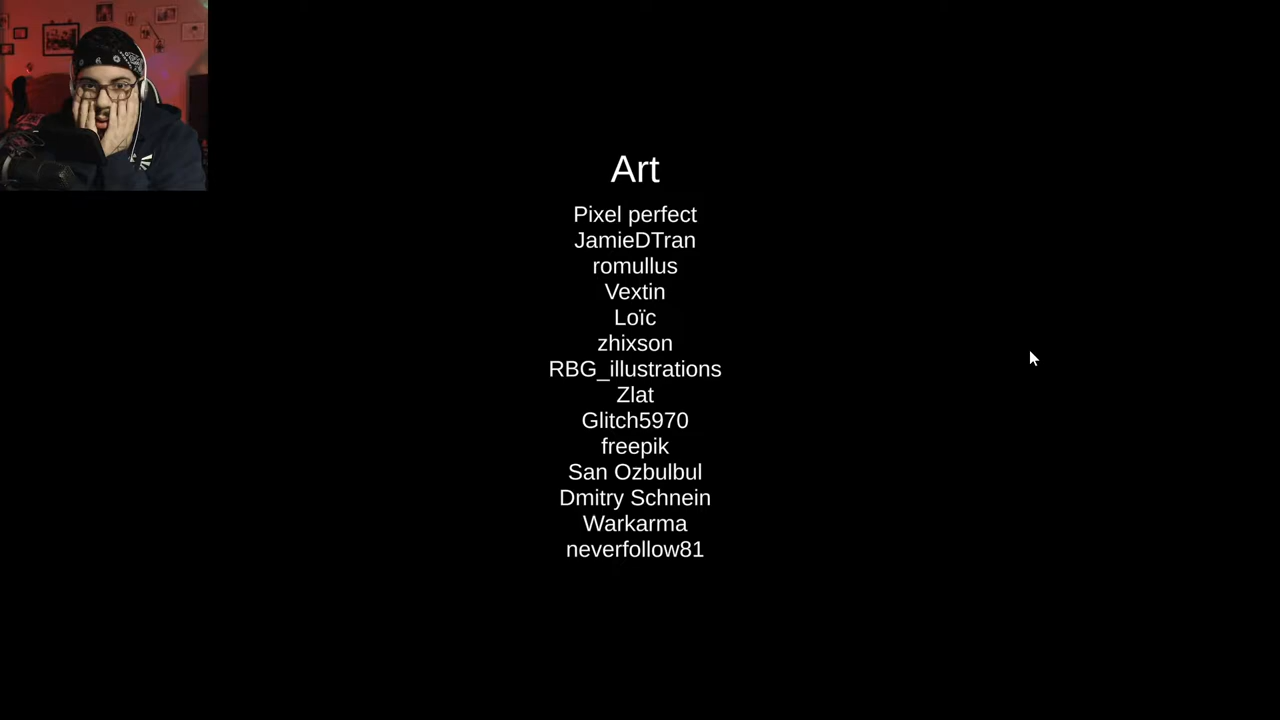 Art
Pixel perfect
JamieDTran
romullus
Vextin
Loïc
zhixson
RBG_illustrations
Zlat
Glitch5970
freepik
San Ozbulbul
Dmitry Schnein
Warkarma
neverfollow81